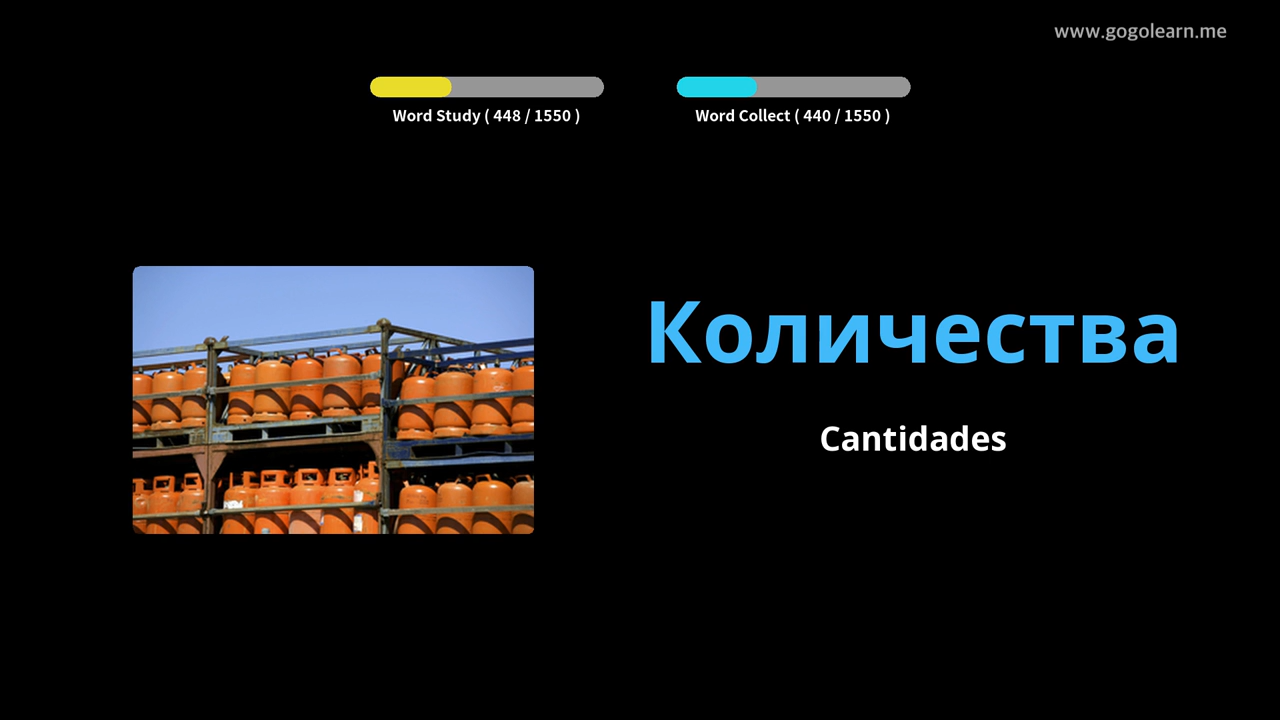 www.gogolearn.me
Word Study ( 448 / 1550 )
Word Collect ( 440 / 1550 )
Количества
Cantidades